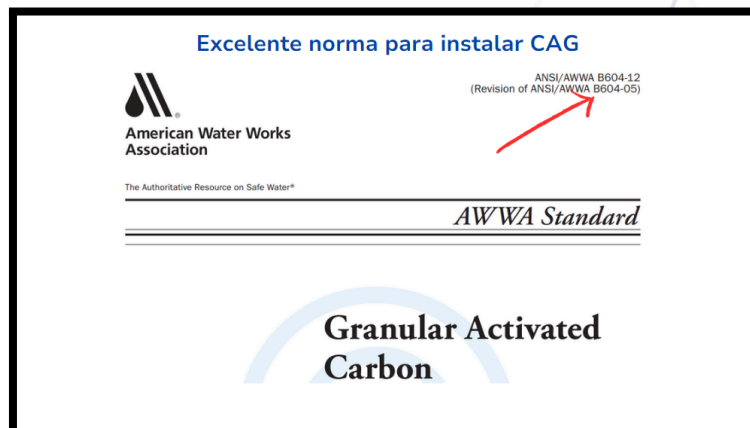 Excelente norma para instalar CAG
ANSI/AWWA B604-12
(Revision of ANSI/AWWA B604-05)
American Water Works
Association
The Authoritative Resource on Safe Water®
AWWA Standard
Granular Activated
Carbon